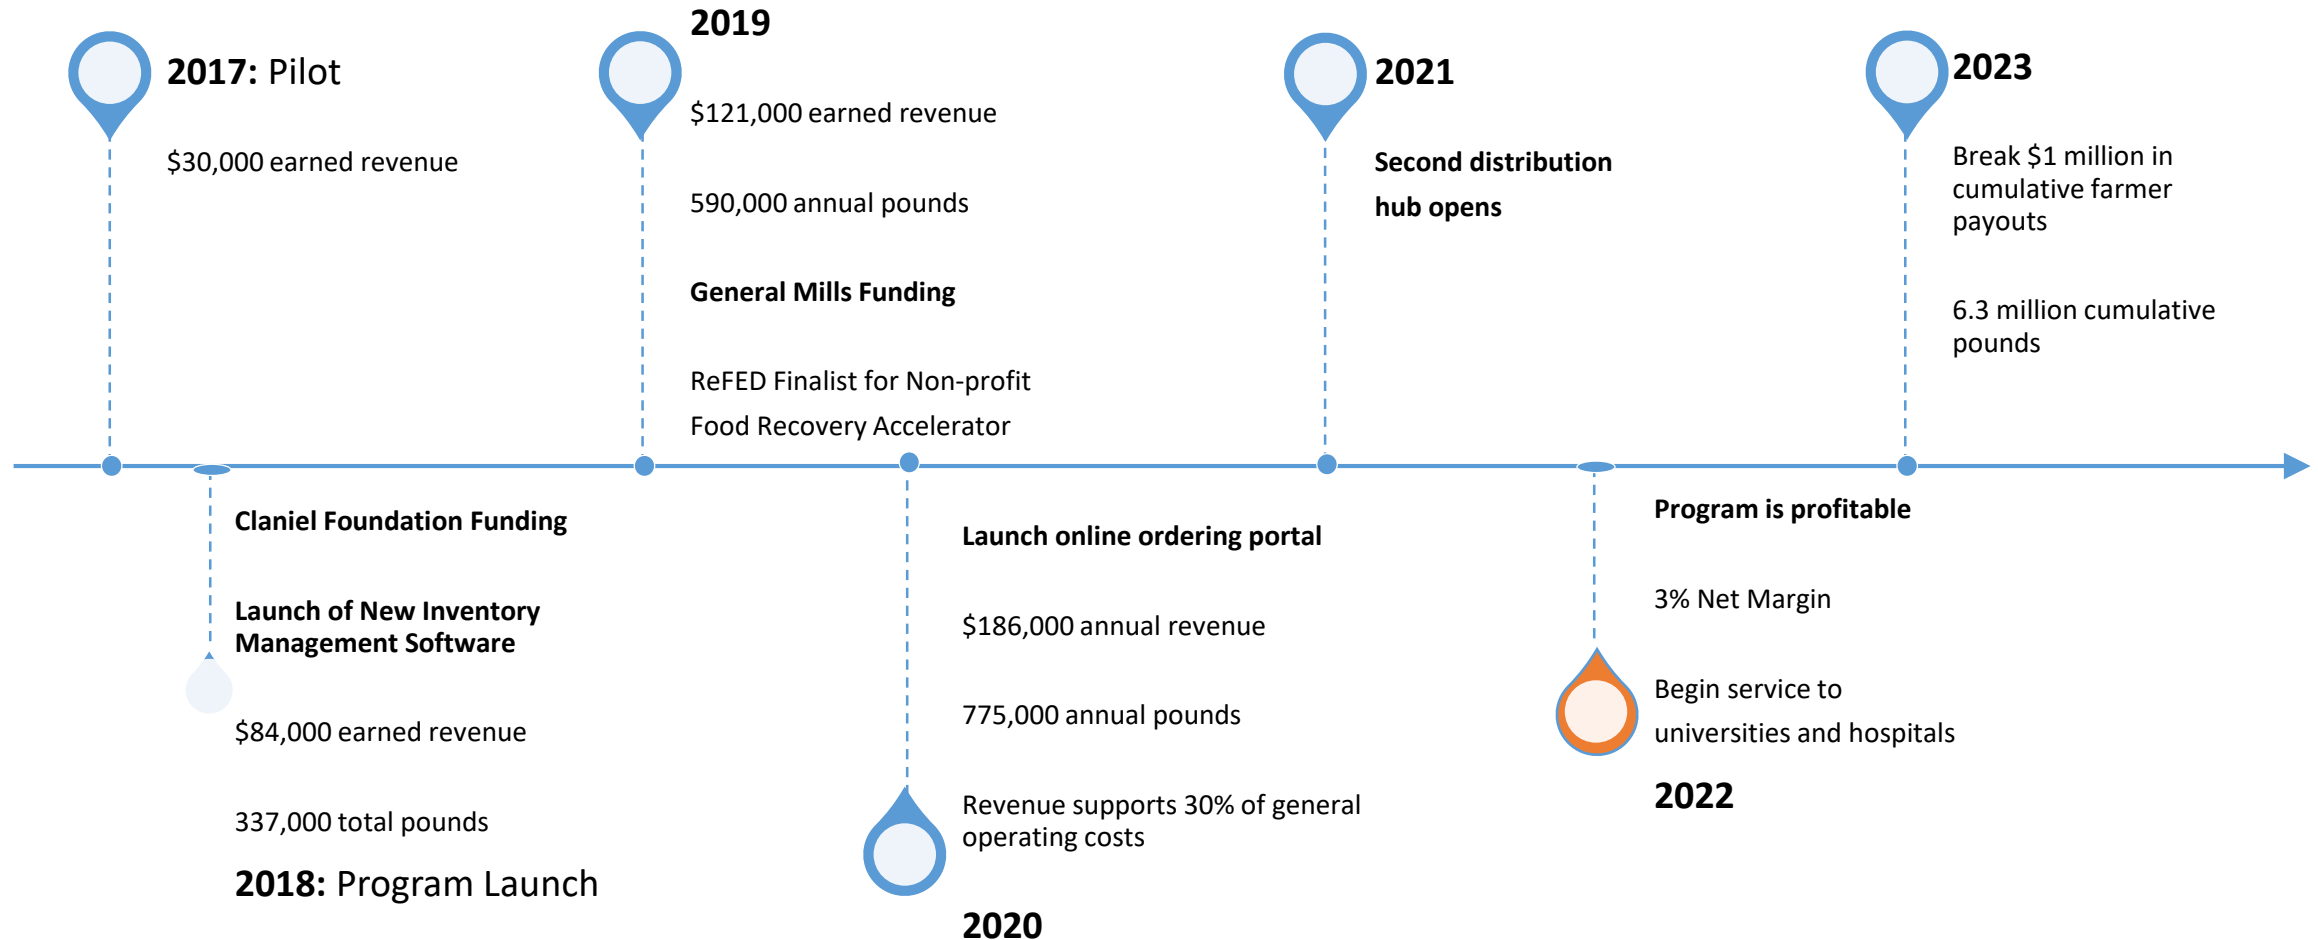 2017: Pilot
$30,000 earned revenue
Claniel Foundation Funding
Launch of New Inventory
Management Software
$84,000 earned revenue
337,000 total pounds
2018: Program Launch
2019
$121,000 earned revenue
590,000 annual pounds
General Mills Funding
ReFED Finalist for Non-profit
Food Recovery Accelerator
Launch online ordering portal
$186,000 annual revenue
775,000 annual pounds
Revenue supports 30% of general
operating costs
2020
2021
Second distribution
hub opens
Program is profitable
3% Net Margin
Begin service to
universities and hospitals
2022
2023
Break $1 million in
cumulative farmer
payouts
6.3 million cumulative
pounds